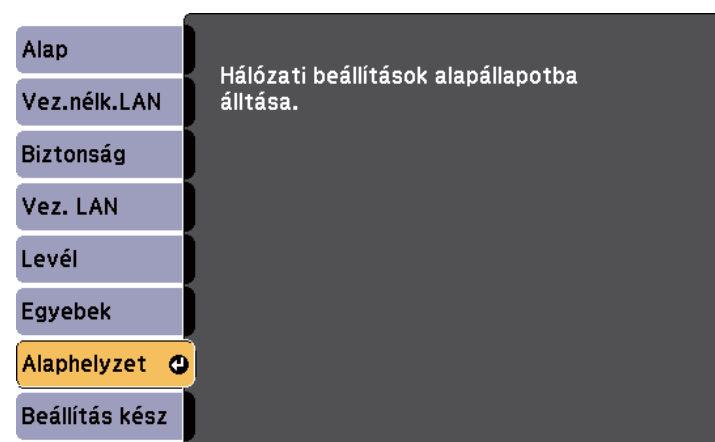 Alap
Vez.nélk.LAN
Biztonság
Vez. LAN
Levél
Egyebek
Alaphelyzet
Beállítás kész
Hálózati beállítások alapállapotba
álltása.